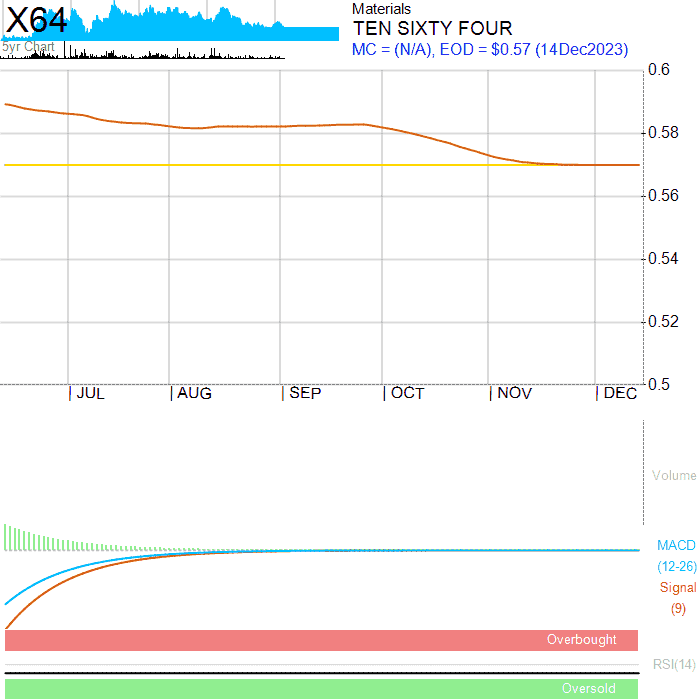 X64
5yr Chart
Materials
TEN SIXTY FOUR
MC = (N/A), EOD = $0.57 (14Dec2023)
0.6
0.58
0.56
0.54
0.52
0.5
JUL AUG SEP OCT NOV DEC
Volume
MACD
(12-26)
Signal
(9)
Overbought
RSI(14)
Oversold